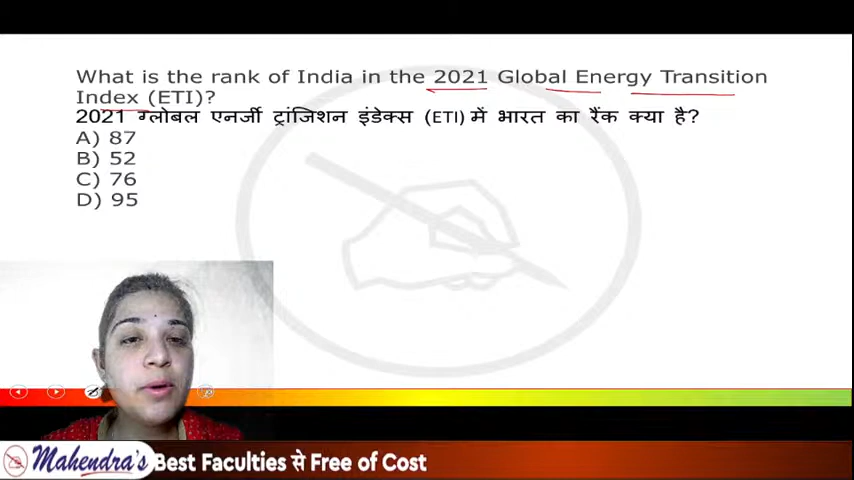 What is the rank of India in the 2021 Global Energy Transition
Index (ETI)?
2021 ग्लोबल एनर्जी ट्रांजिशन इंडेक्स (ETI) में भारत का रैंक क्या है?
A) 87
B) 52
C) 76
D) 95
Mahendra's Best Faculties से Free of Cost